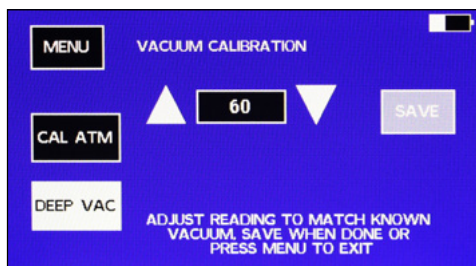 MENU
VACUUM CALIBRATION
60
SAVE
CAL ATM
DEEP VAC
ADJUST READING TO MATCH KNOWN
VACUUM, SAVE WHEN DONE OR
PRESS MENU TO EXIT